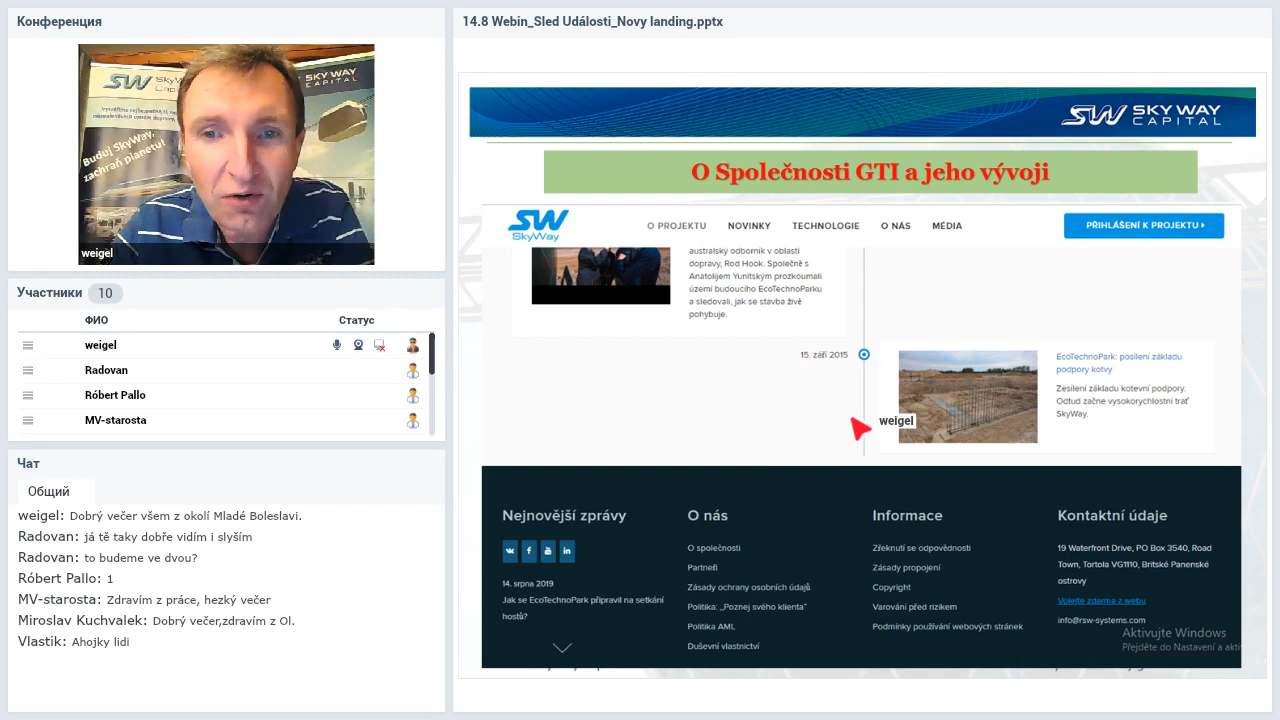 Конференция
SKY WAY
CAPITAL
Buduj SkyWay,
zachraň planetu!
weigel
Участники 10
ФИО
Статус
weigel
Radovan
Róbert Pallo
MV-starosta
Чат
Общий
weigel: Dobrý večer všem z okolí Mladé Boleslavi.
Radovan: já tě taky dobře vidím i slyším
Radovan: to budeme ve dvou?
Róbert Pallo: 1
MV-starosta: Zdravím z práce, hezký večer
Miroslav Kuchvalek: Dobrý večer,zdravím z Ol.
Vlastik: Ahojky lidi
14.8 Webin_Sled Události_Novy landing.pptx
SW SKY WAY
CAPITAL
O Společnosti GTI a jeho vývoji
SW
SkyWay
O PROJEKTU
NOVINKY
TECHNOLOGIE
O NÁS
MÉDIA
PŘIHLÁŠENÍ K PROJEKTU
australský odborník v oblasti
dopravy, Rod Hook. Společně s
Anatolijem Yunitským prozkoumali
území budoucího EcoTechnoParku
a sledovali, jak se stavba živě
pohybuje.
15. září 2015
EcoTechnoPark: posílení základu
podpory kotvy
Zesílení základu kotevní podpory.
Odtud začne vysokorychlostní trať
SkyWay.
weigel
Nejnovější zprávy
14. srpna 2019
Jak se EcoTechnoPark připravil na setkání
hostů?
O nás
O společnosti
Partneři
Zásady ochrany osobních údajů
Politika: „Poznej svého klienta"
Politika AML
Duševní vlastnictví
Informace
Zřeknutí se odpovědnosti
Zásady propojení
Copyright
Varování před rizikem
Podmínky používání webových stránek
Kontaktní údaje
19 Waterfront Drive, PO Box 3540, Road
Town, Tortola VG1110, Britské Panenské
ostrovy
Volejte zdarma z webu
info@rsw-systems.com
Aktivujte Windows
Přejděte do Nastavení a akti